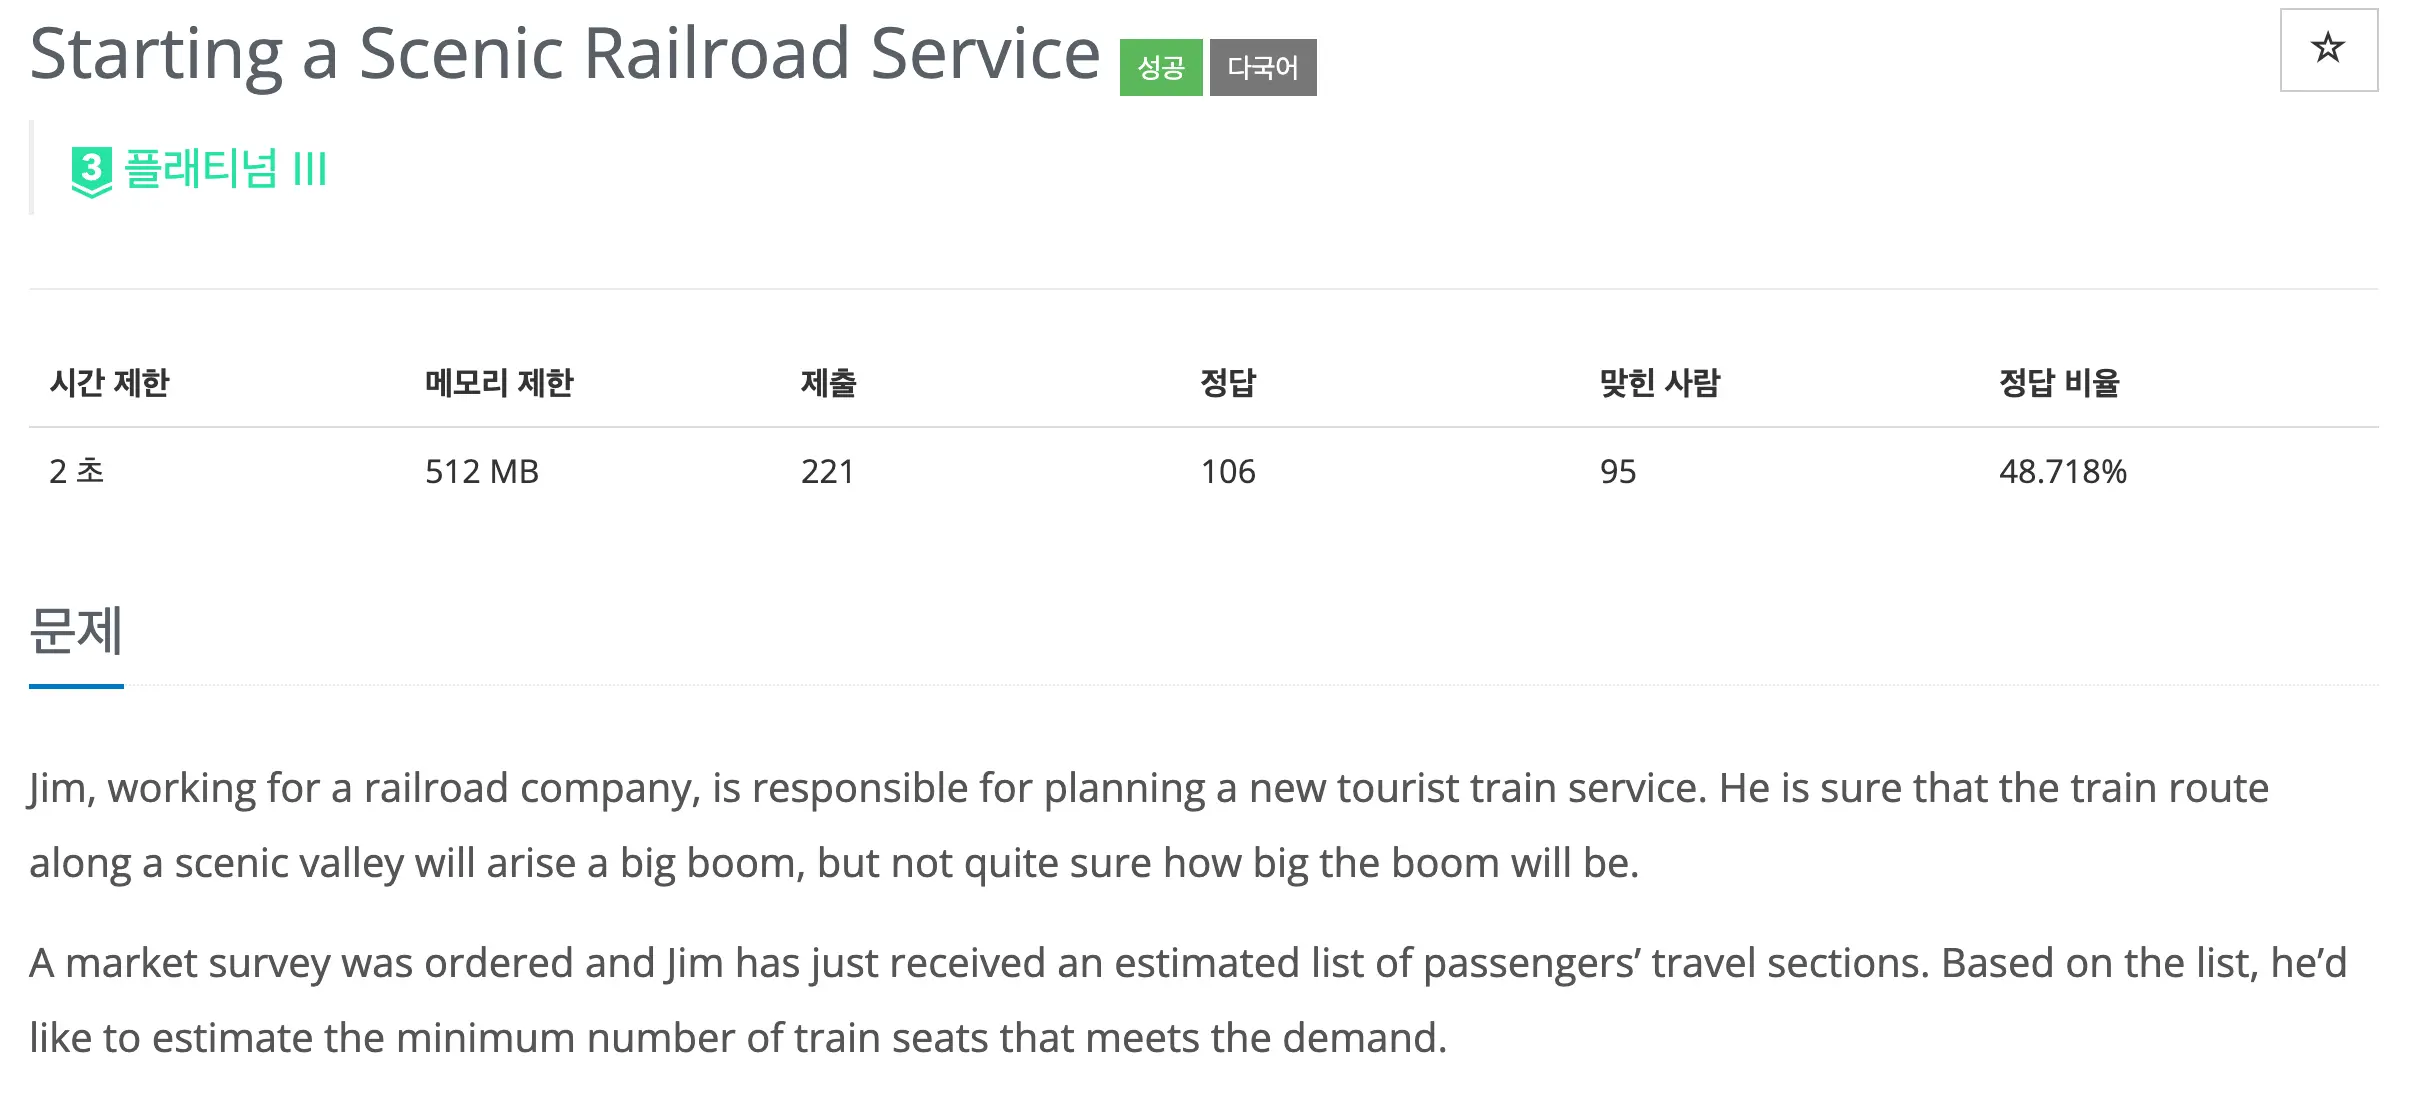 Starting a Scenic Railroad Service 성공 다국어
3 플래티넘 III
시간 제한 메모리 제한 제출 정답 맞힌 사람 정답 비율
2 초 512 MB 221 106 95 48.718%
문제
Jim, working for a railroad company, is responsible for planning a new tourist train service. He is sure that the train route
along a scenic valley will arise a big boom, but not quite sure how big the boom will be.
A market survey was ordered and Jim has just received an estimated list of passengers’ travel sections. Based on the list, he’d
like to estimate the minimum number of train seats that meets the demand.